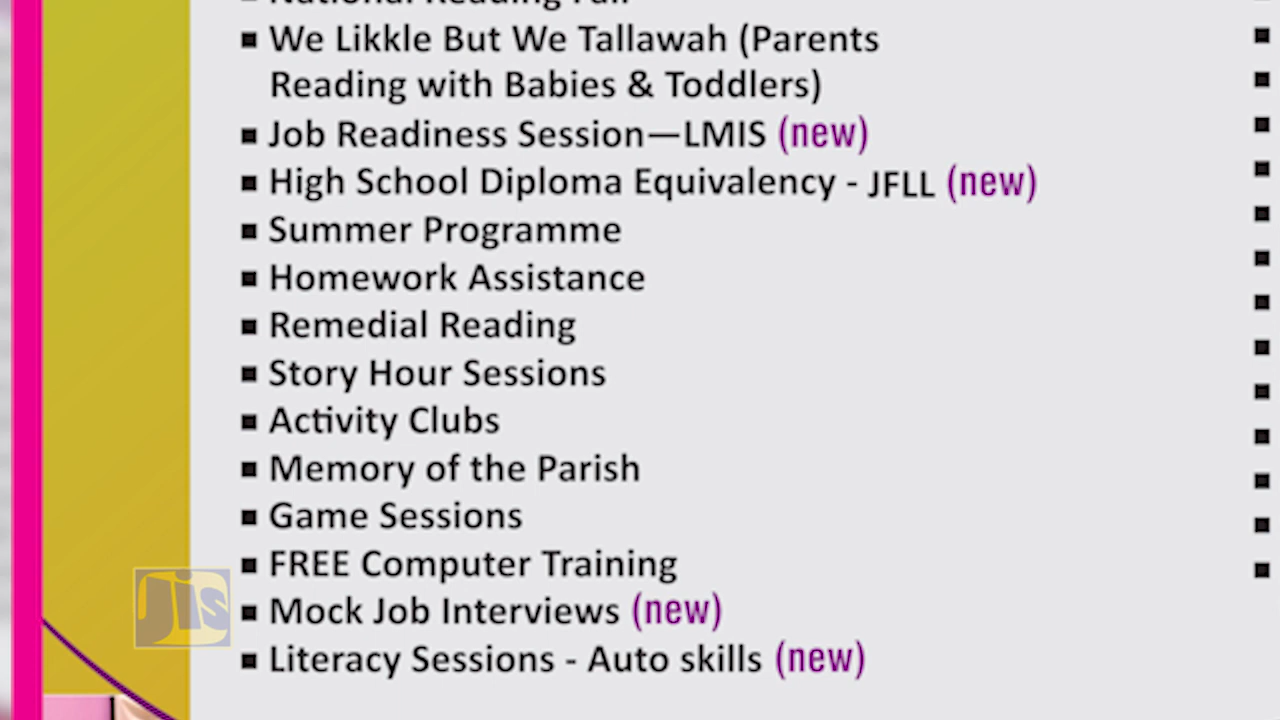 We Likkle But We Tallawah (Parents
Reading with Babies & Toddlers)
Job Readiness Session—LMIS (new)
High School Diploma Equivalency - JFLL (new)
Summer Programme
Homework Assistance
Remedial Reading
Story Hour Sessions
Activity Clubs
Memory of the Parish
Game Sessions
FREE Computer Training
Mock Job Interviews (new)
Literacy Sessions - Auto skills (new)
Jis